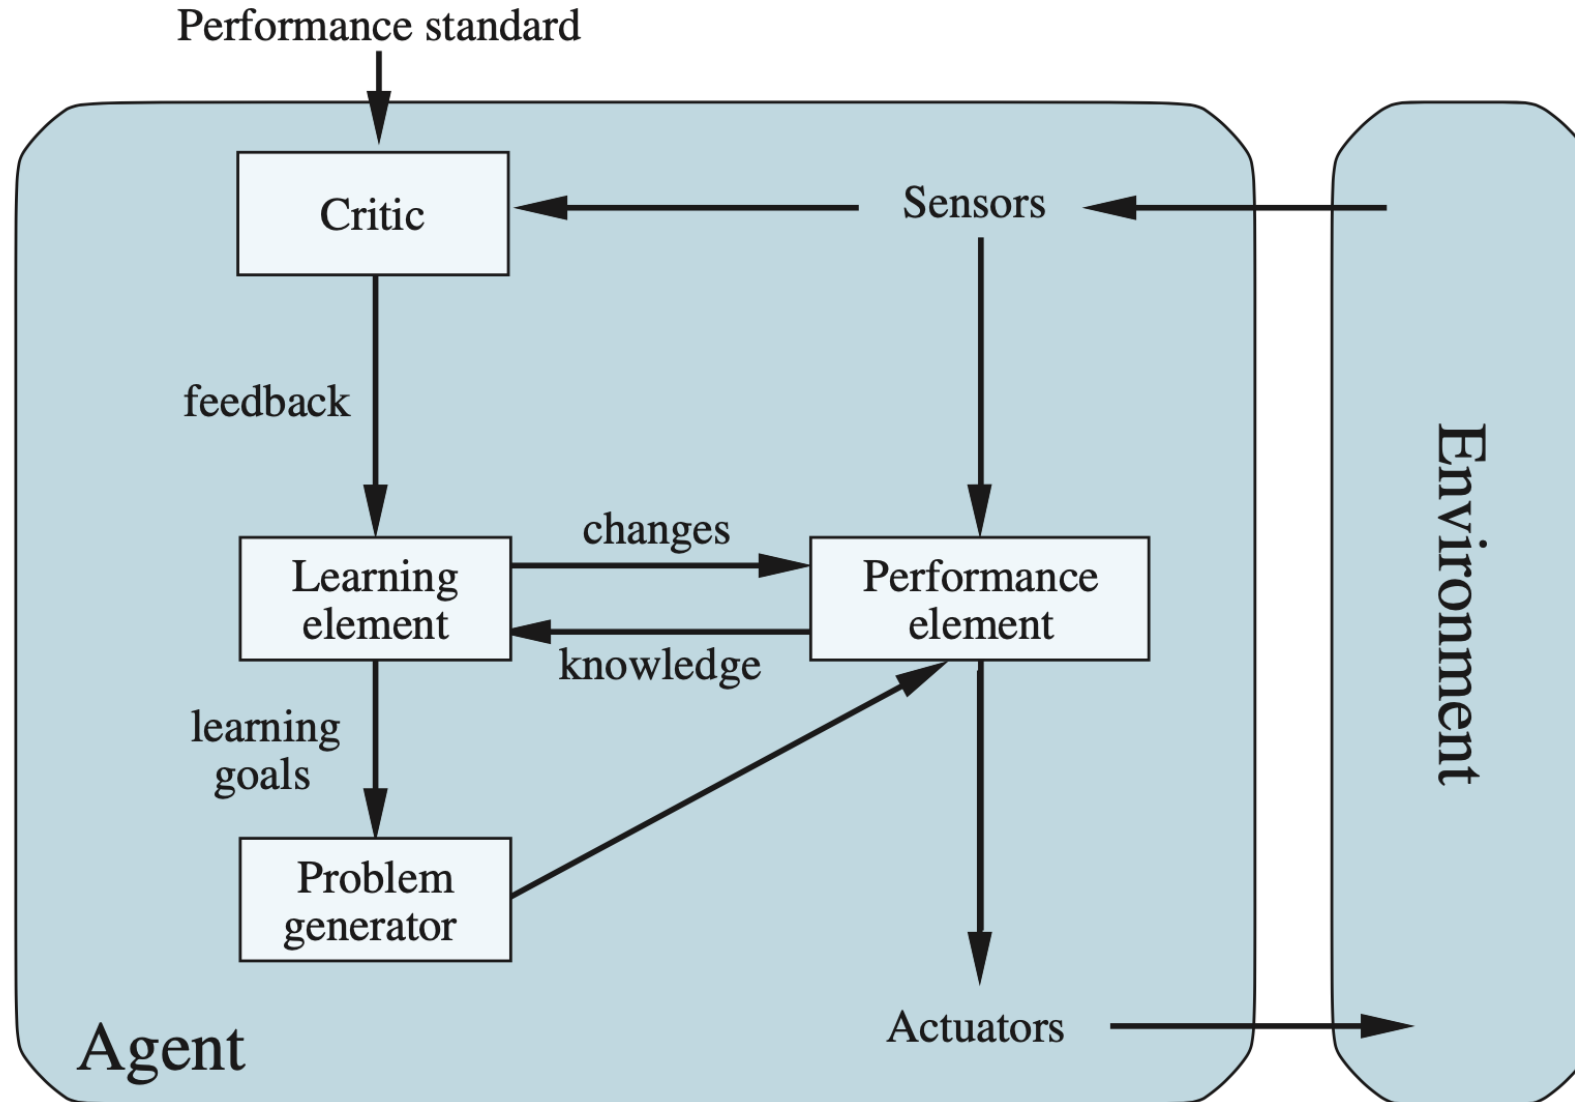 Performance standard
Critic
Sensors
feedback
changes
Learning
element
Performance
element
knowledge
learning
goals
Problem
generator
Agent
Actuators
Environment